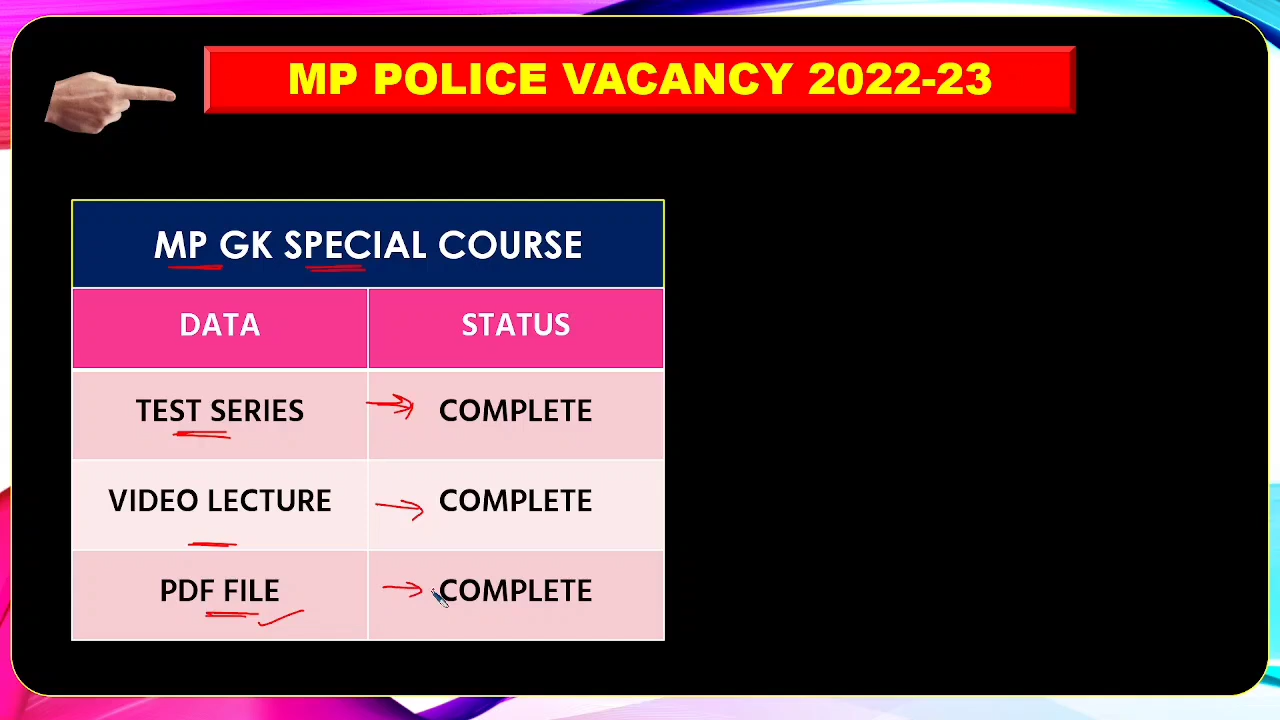 MP POLICE VACANCY 2022-23
MP GK SPECIAL COURSE
DATA STATUS
TEST SERIES COMPLETE
VIDEO LECTURE COMPLETE
PDF FILE COMPLETE